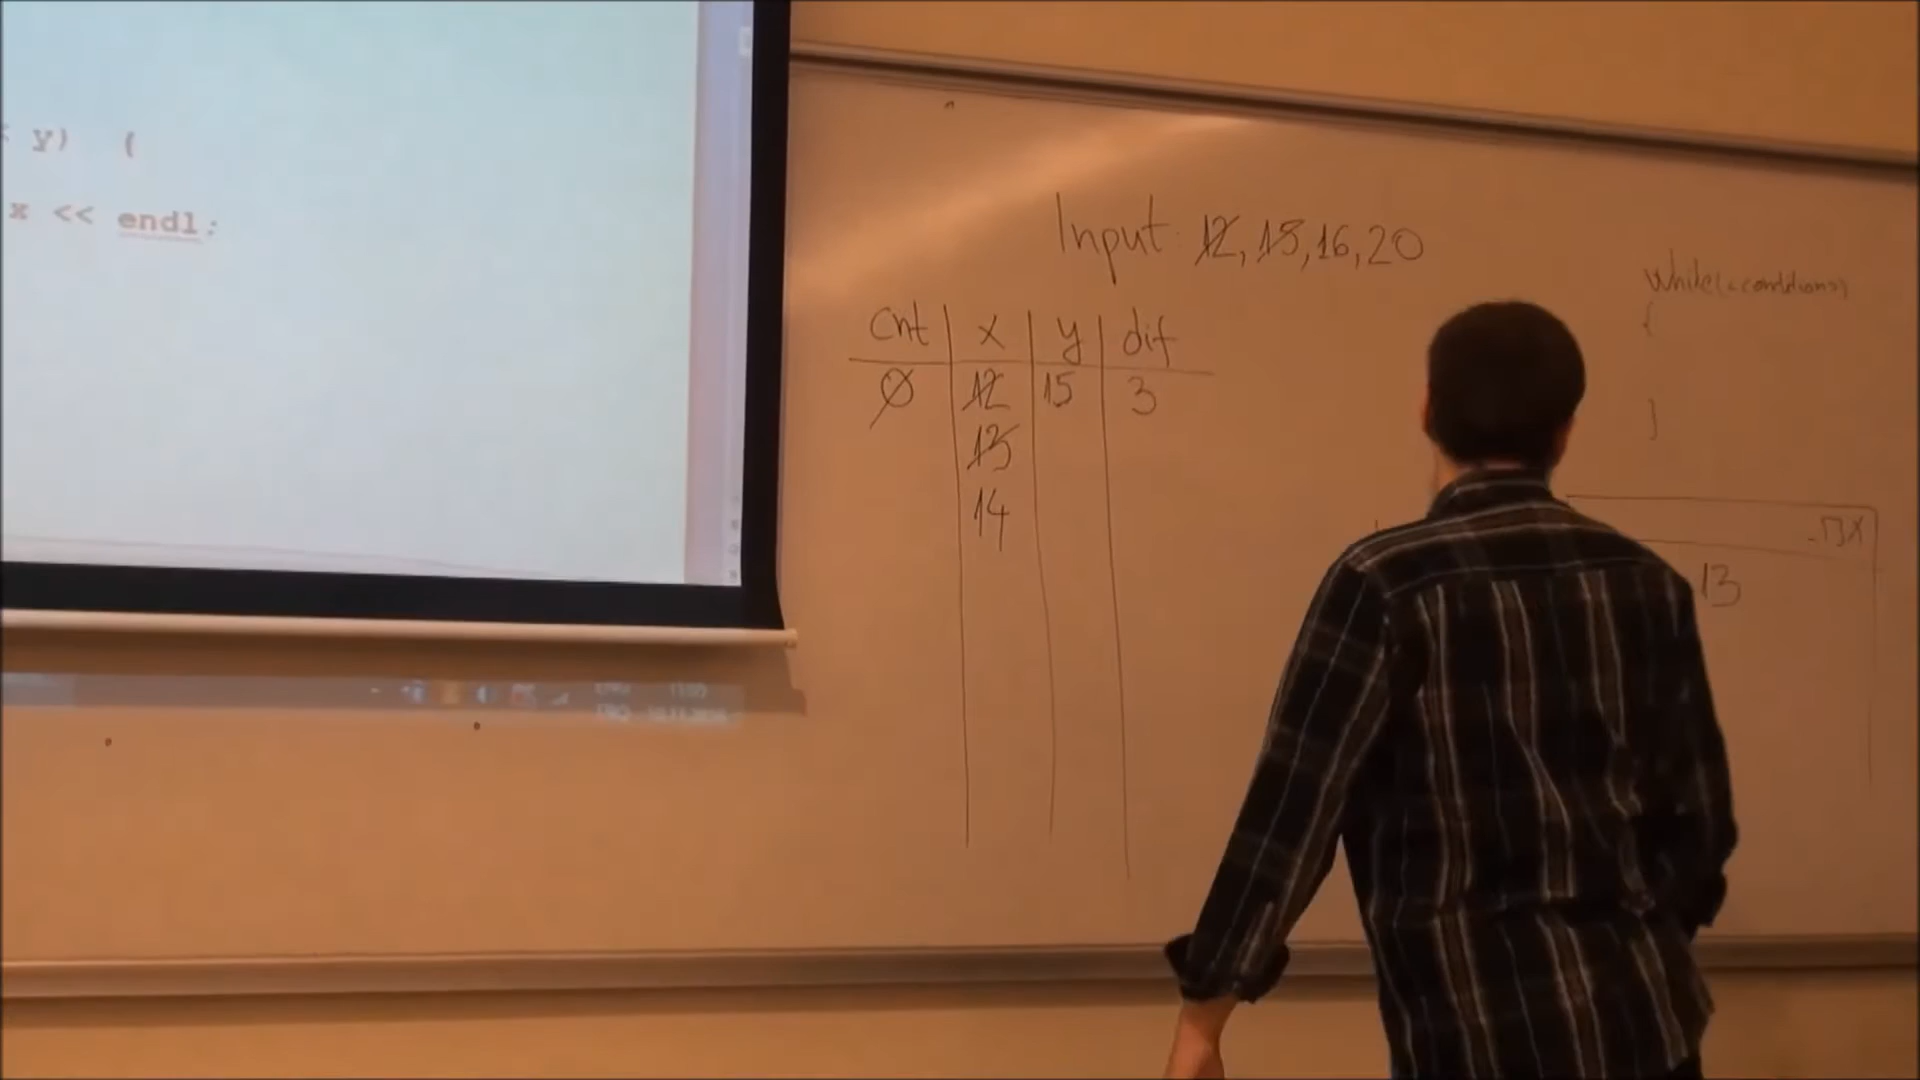 y) {
x << endl;
Input: 12, 15, 16, 20
while(<condition>)
{
}
cnt x y dif
0 12 15 3
13
14
13